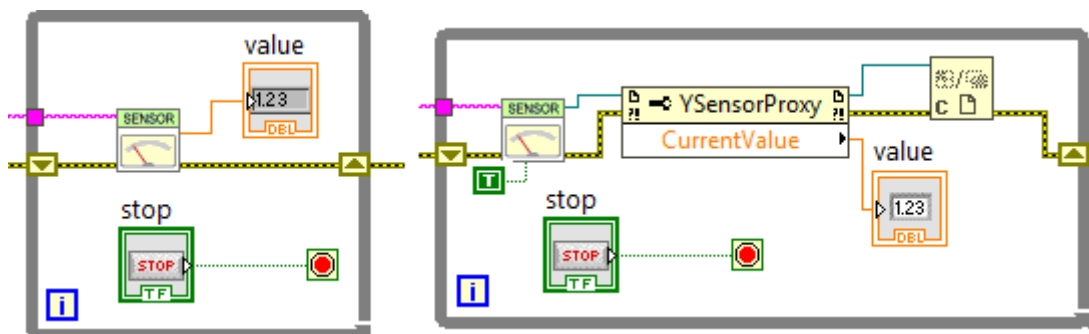 value
1.23
DBL
SENSOR
stop
STOP
TF
i
SENSOR
?!
YSensorProxy
?!
C
CurrentValue
T
value
1.23
DBL
stop
STOP
TF
i